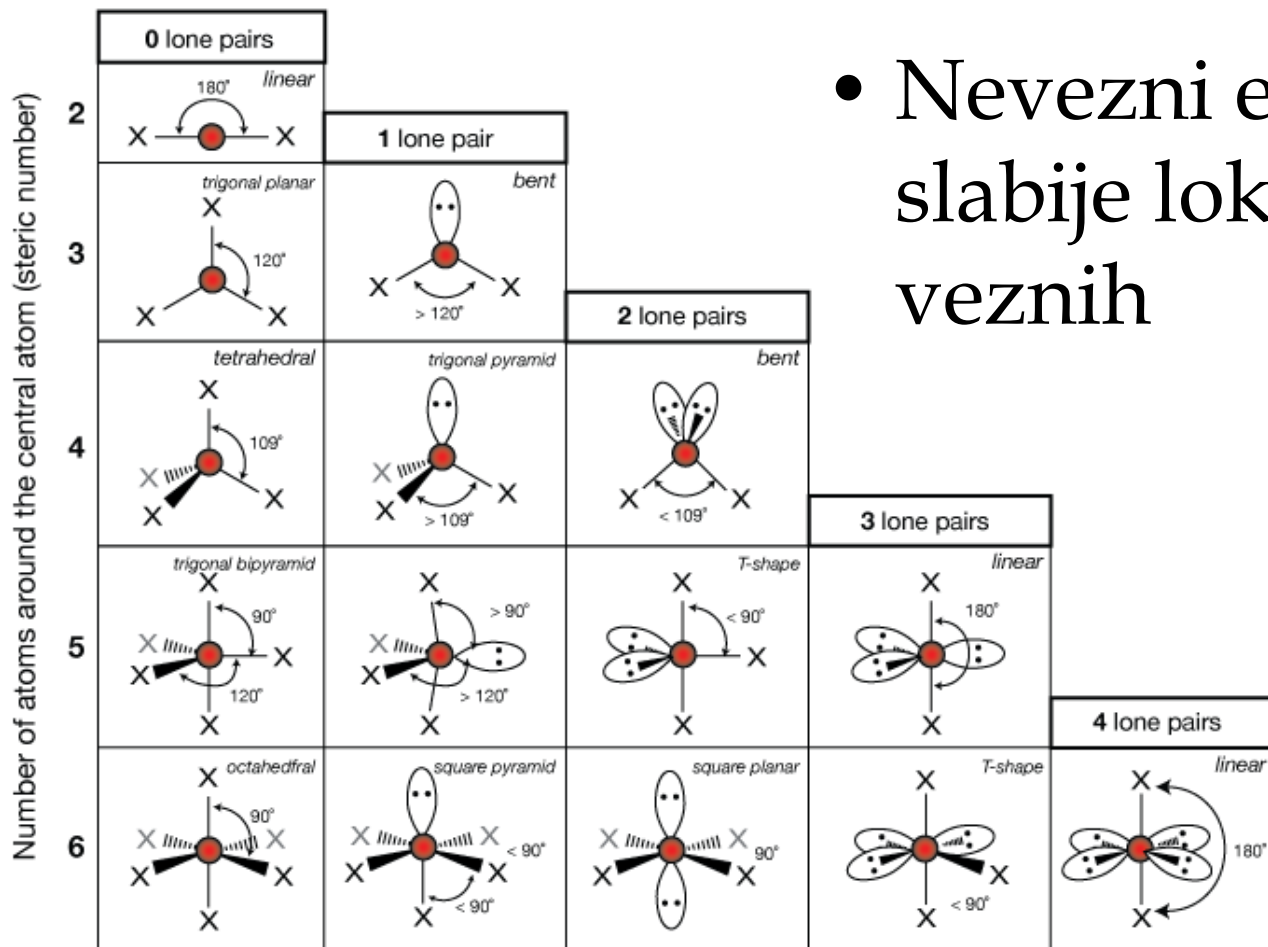 0 lone pairs
Number of atoms around the central atom (steric number)
2
linear
180°
X X
1 lone pair
3
trigonal planar
X
120°
X X
bent
X X
> 120°
2 lone pairs
4
tetrahedral
X
109°
X
X
X
trigonal pyramid
X
X
X
> 109°
bent
X X
< 109°
3 lone pairs
5
trigonal bipyramid
X
90°
X
X
X
120°
X
X
> 90°
X
X
> 120°
X
T-shape
X
< 90°
X
X
linear
X
180°
X
4 lone pairs
6
octahedfral
X
90°
X X
X X
X
square pyramid
X X
X X
< 90°
X
< 90°
square planar
X X
X X
90°
T-shape
X
X
X
< 90°
linear
X
180°
X
• Nevezni e
slabije lok
veznih